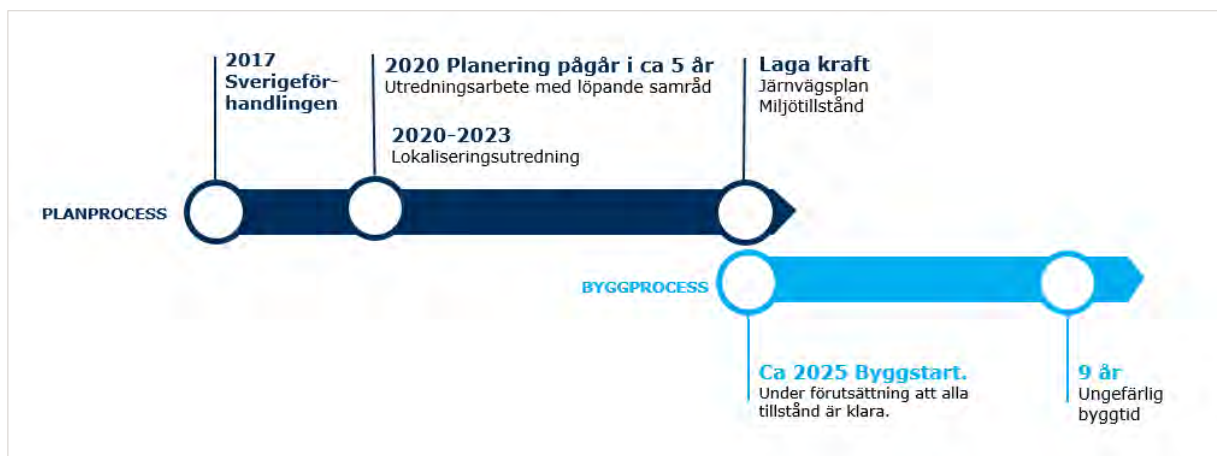 2017
Sverigeför-
handlingen
2020 Planering pågår i ca 5 år
Utredningsarbete med löpande samråd
2020-2023
Lokaliseringsutredning
Laga kraft
Järnvägsplan
Miljötillstånd
PLANPROCESS
BYGGPROCESS
Ca 2025 Byggstart.
Under förutsättning att alla
tillstånd är klara.
9 år
Ungefärlig
byggtid